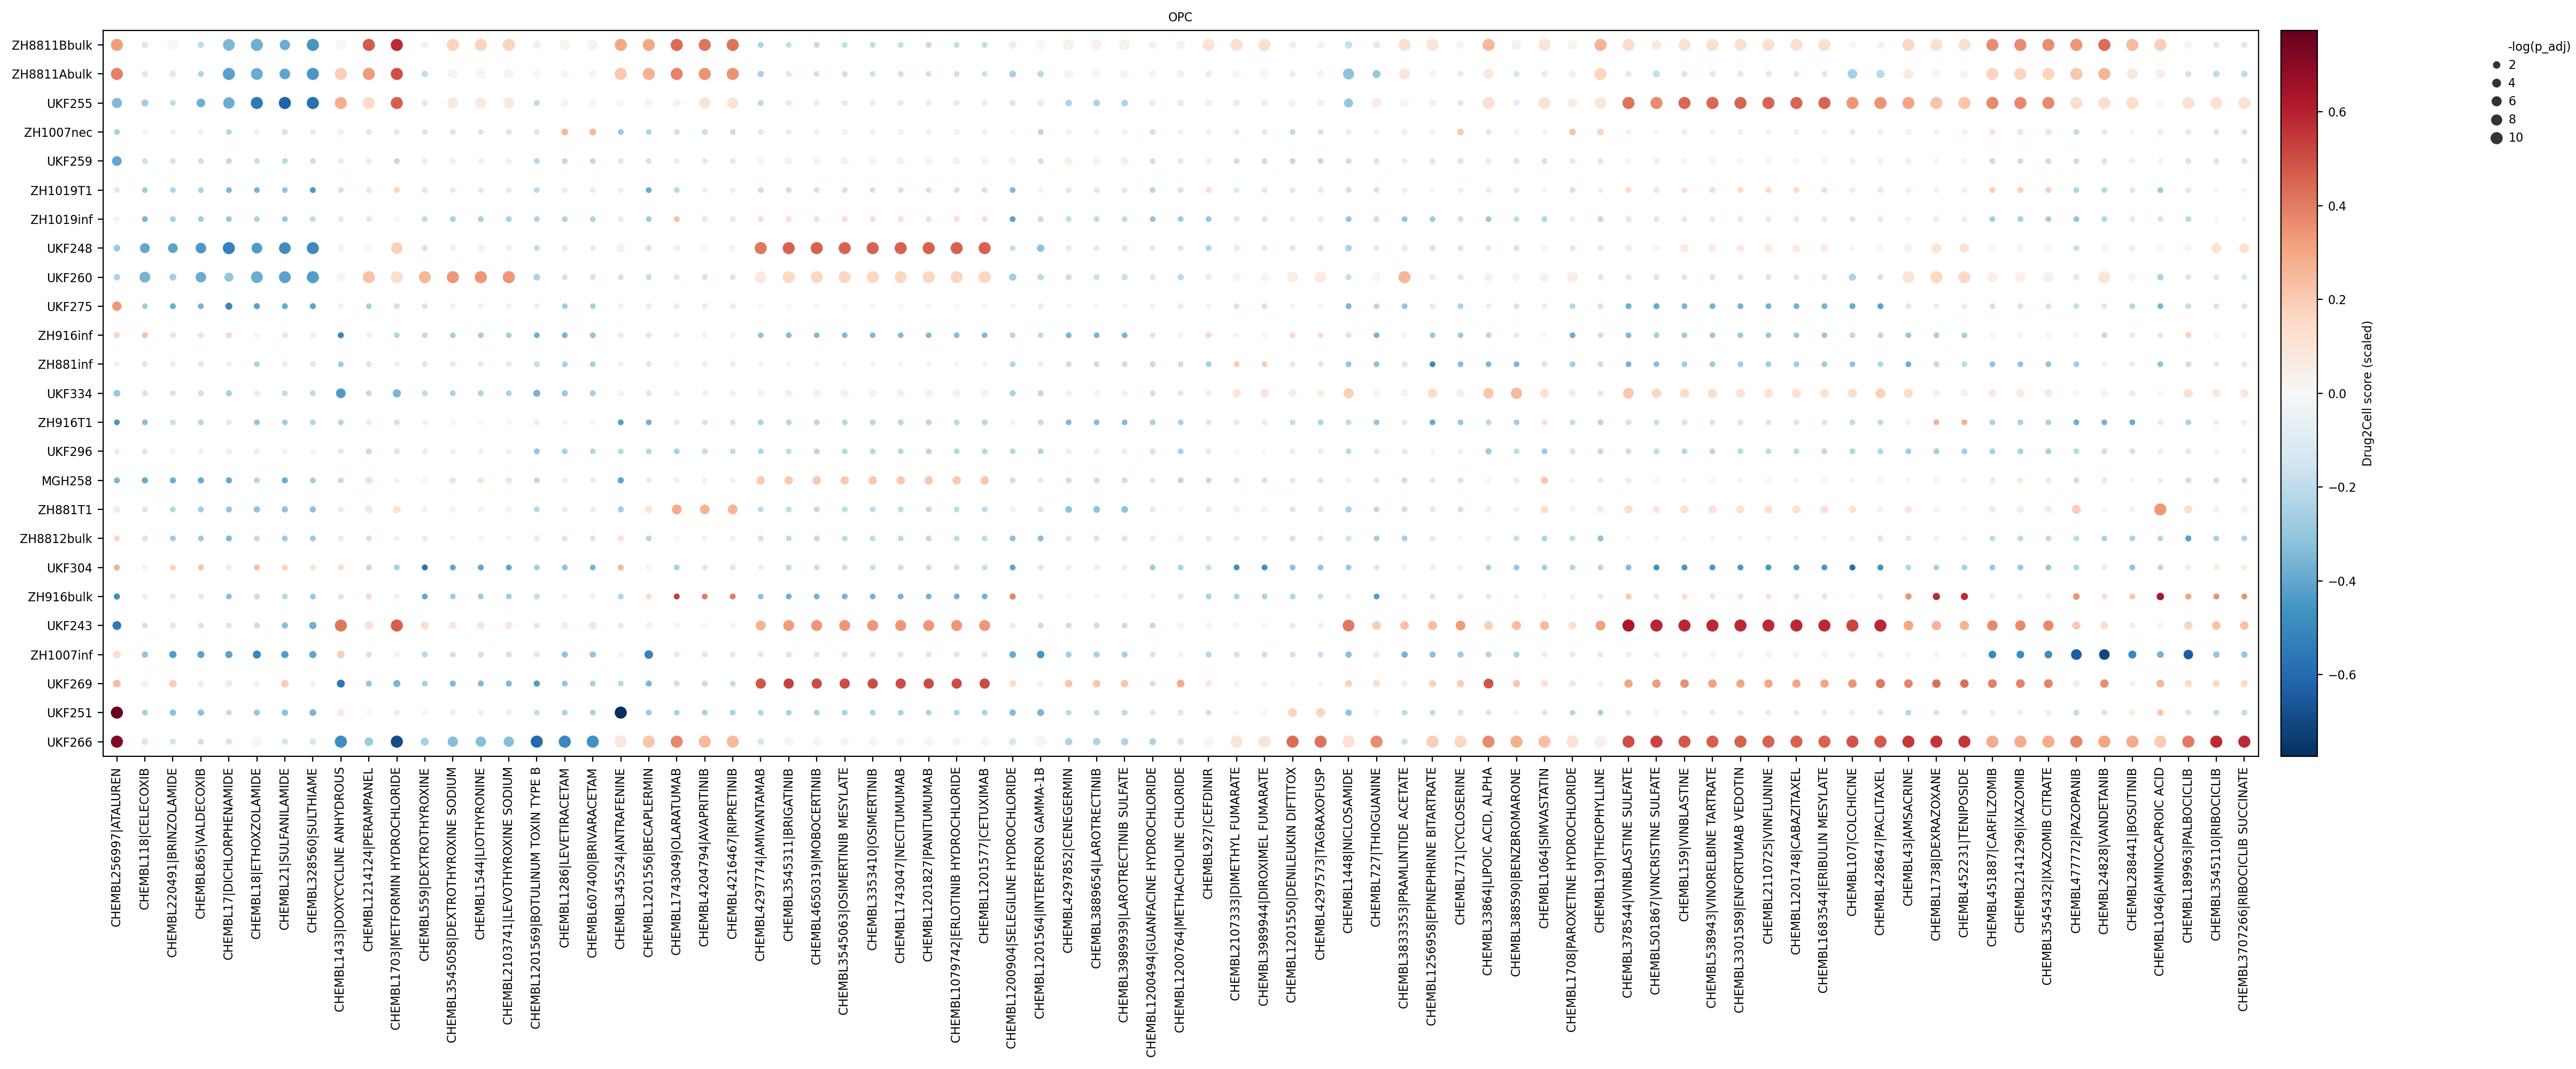 OPC
ZH8811Bbulk
ZH8811Abulk
UKF255
ZH1007nec
UKF259
ZH1019T1
ZH1019inf
UKF248
UKF260
UKF275
ZH916inf
ZH881inf
UKF334
ZH916T1
UKF296
MGH258
ZH881T1
ZH8812bulk
UKF304
ZH916bulk
UKF243
ZH1007inf
UKF269
UKF251
UKF266
CHEMBL256997|ATALUREN
CHEMBL118|CELECOXIB
CHEMBL220491|BRINZOLAMIDE
CHEMBL865|VALDECOXIB
CHEMBL17|DICHLORPHENAMIDE
CHEMBL18|ETHOXZOLAMIDE
CHEMBL21|SULFANILAMIDE
CHEMBL328560|SULTHIAME
CHEMBL1433|DOXYCYCLINE ANHYDROUS
CHEMBL1214124|PERAMPANEL
CHEMBL1703|METFORMIN HYDROCHLORIDE
CHEMBL559|DEXTROTHYROXINE
CHEMBL3545058|DEXTROTHYROXINE SODIUM
CHEMBL1544|LIOTHYRONINE
CHEMBL2103741|LEVOTHYROXINE SODIUM
CHEMBL1201569|BOTULINUM TOXIN TYPE B
CHEMBL1286|LEVETIRACETAM
CHEMBL607400|BRIVARACETAM
CHEMBL345524|ANTRAFENINE
CHEMBL1201556|BECAPLERMIN
CHEMBL1743049|OLARATUMAB
CHEMBL4204794|AVAPRITINIB
CHEMBL4216467|RIPRETINIB
CHEMBL4297774|AMIVANTAMAB
CHEMBL3545311|BRIGATINIB
CHEMBL4650319|MOBOCERTINIB
CHEMBL3545063|OSIMERTINIB MESYLATE
CHEMBL3353410|OSIMERTINIB
CHEMBL1743047|NECITUMUMAB
CHEMBL1201827|PANITUMUMAB
CHEMBL1079742|ERLOTINIB HYDROCHLORIDE
CHEMBL1201577|CETUXIMAB
CHEMBL1200904|SELEGILINE HYDROCHLORIDE
CHEMBL1201564|INTERFERON GAMMA-1B
CHEMBL4297852|CENEGERMIN
CHEMBL3889654|LAROTRECTINIB
CHEMBL3989939|LAROTRECTINIB SULFATE
CHEMBL1200494|GUANFACINE HYDROCHLORIDE
CHEMBL1200764|METHACHOLINE CHLORIDE
CHEMBL927|CEFDINIR
CHEMBL2107333|DIMETHYL FUMARATE
CHEMBL3989944|DIROXIMEL FUMARATE
CHEMBL1201550|DENILEUKIN DIFTITOX
CHEMBL4297573|TAGRAXOFUSP
CHEMBL1448|NICLOSAMIDE
CHEMBL727|THIOGUANINE
CHEMBL3833353|PRAMLINTIDE ACETATE
CHEMBL1256958|EPINEPHRINE BITARTRATE
CHEMBL771|CYCLOSERINE
CHEMBL33864|LIPOIC ACID, ALPHA
CHEMBL388590|BENZBROMARONE
CHEMBL1064|SIMVASTATIN
CHEMBL1708|PAROXETINE HYDROCHLORIDE
CHEMBL190|THEOPHYLLINE
CHEMBL378544|VINBLASTINE SULFATE
CHEMBL501867|VINCRISTINE SULFATE
CHEMBL159|VINBLASTINE
CHEMBL538943|VINORELBINE TARTRATE
CHEMBL3301589|ENFORTUMAB VEDOTIN
CHEMBL2110725|VINFLUNINE
CHEMBL1201748|CABAZITAXEL
CHEMBL1683544|ERIBULIN MESYLATE
CHEMBL107|COLCHICINE
CHEMBL428647|PACLITAXEL
CHEMBL43|AMSACRINE
CHEMBL1738|DEXRAZOXANE
CHEMBL452231|TENIPOSIDE
CHEMBL451887|CARFILZOMIB
CHEMBL2141296|IXAZOMIB
CHEMBL3545432|IXAZOMIB CITRATE
CHEMBL477772|PAZOPANIB
CHEMBL24828|VANDETANIB
CHEMBL288441|BOSUTINIB
CHEMBL1046|AMINOCAPROIC ACID
CHEMBL189963|PALBOCICLIB
CHEMBL3545110|RIBOCICLIB
CHEMBL3707266|RIBOCICLIB SUCCINATE
0.6
0.4
0.2
0.0
−0.2
−0.4
−0.6
Drug2Cell score (scaled)
-log(p_adj)
2
4
6
8
10